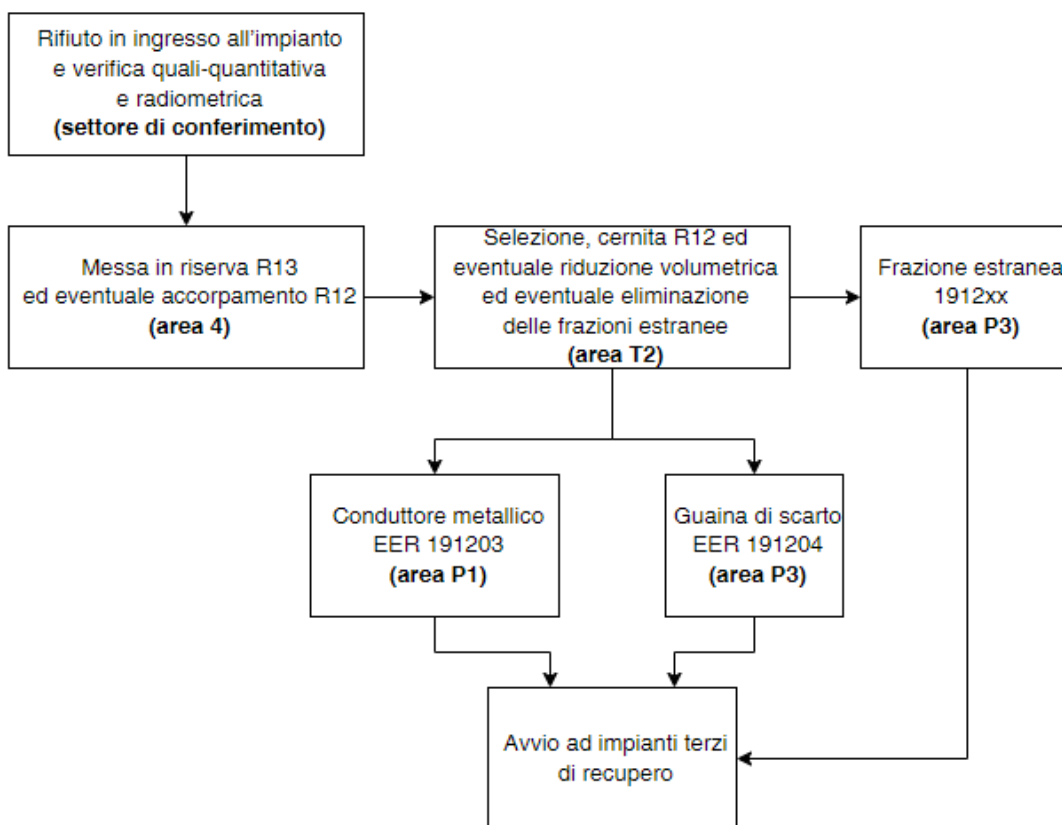 Rifiuto in ingresso all'impianto
e verifica quali-quantitativa
e radiometrica
(settore di conferimento)
Messa in riserva R13
ed eventuale accorpamento R12
(area 4)
Selezione, cernita R12 ed
eventuale riduzione volumetrica
ed eventuale eliminazione
delle frazioni estranee
(area T2)
Frazione estranea
1912xx
(area P3)
Conduttore metallico
EER 191203
(area P1)
Guaina di scarto
EER 191204
(area P3)
Avvio ad impianti terzi
di recupero